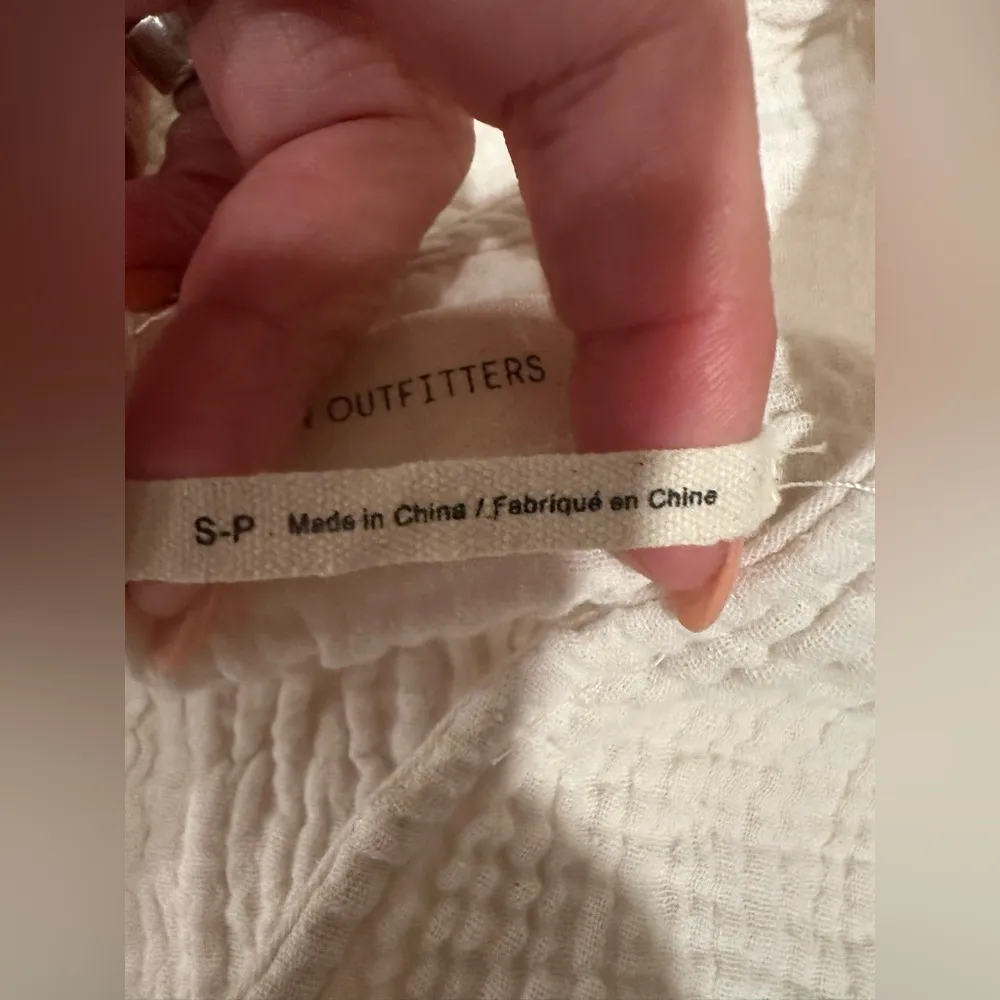 OUTFITTERS
S-P Made in China / Fabriqué en Chine